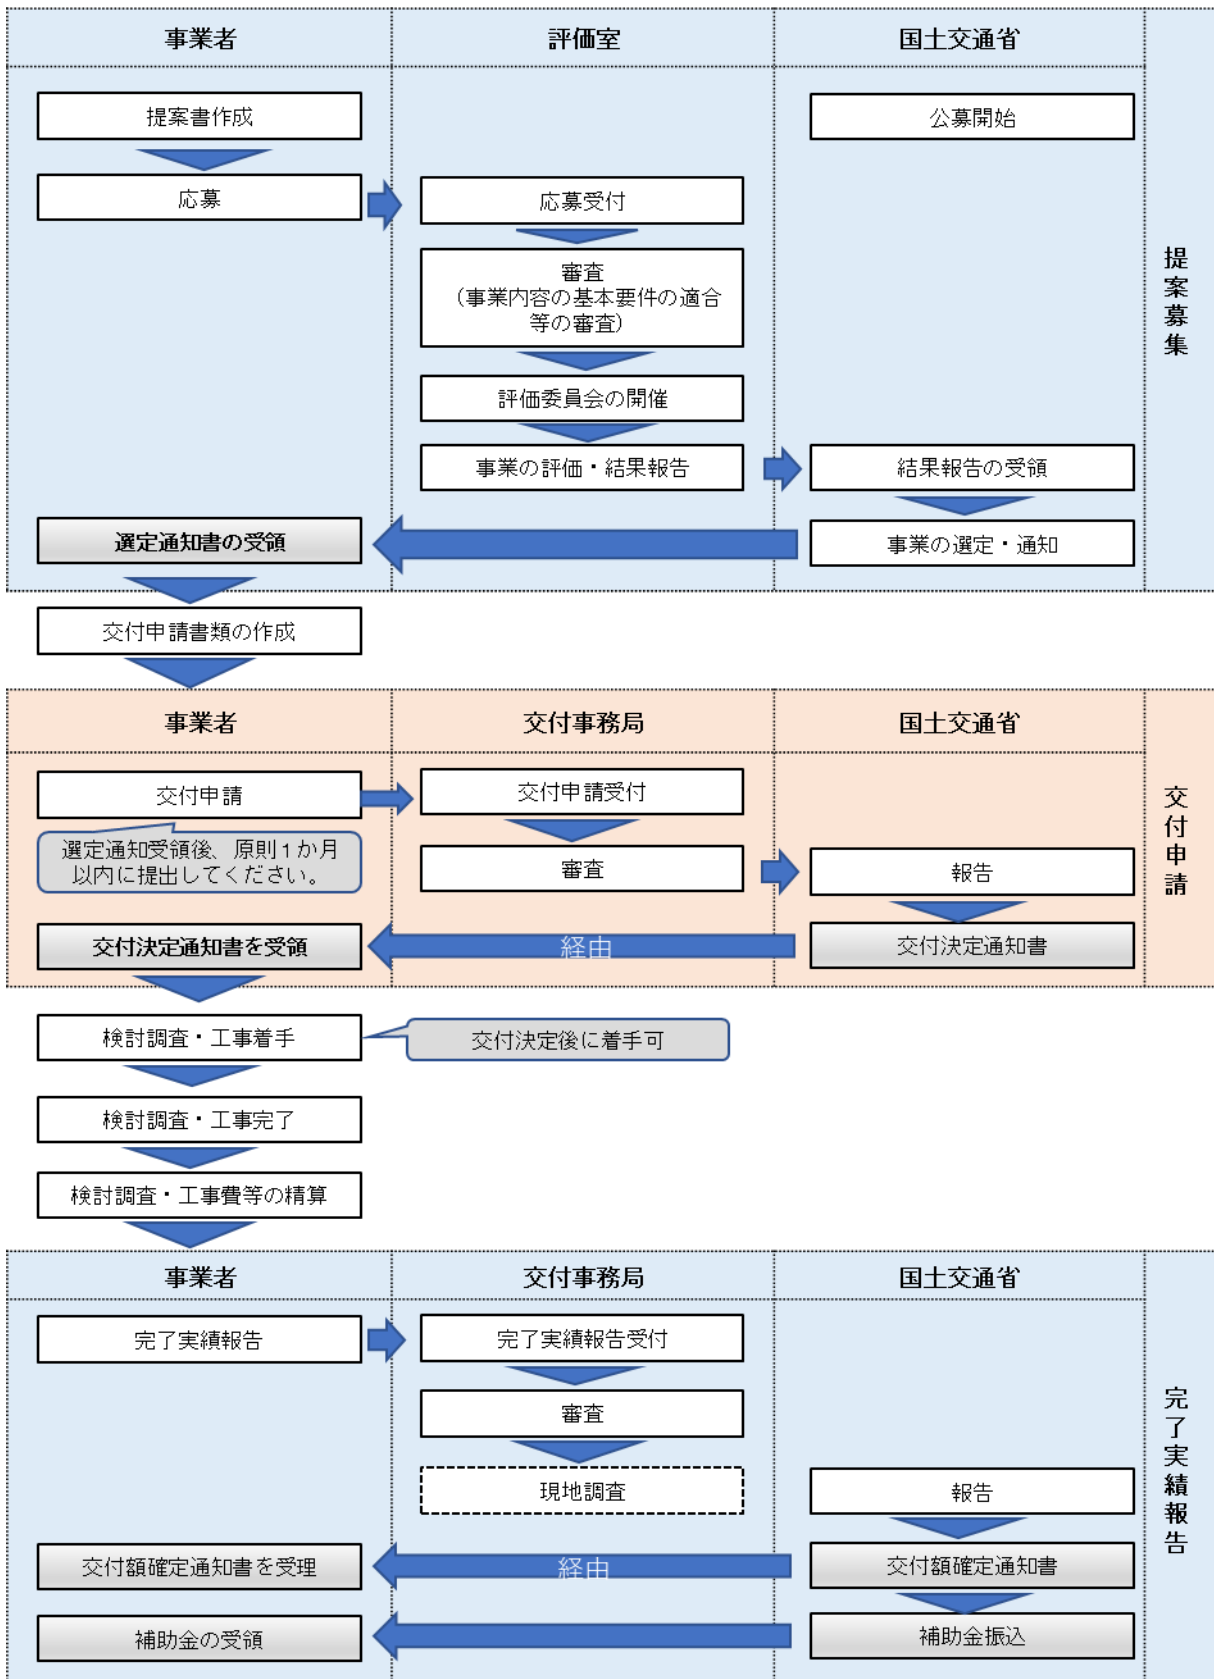 事業者
評価室
国土交通省
提案書作成
公募開始
応募
応募受付
審査
（事業内容の基本要件の適合
等の審査）
評価委員会の開催
事業の評価・結果報告
結果報告の受領
選定通知書の受領
事業の選定・通知
提案募集
交付申請書類の作成
事業者
交付事務局
国土交通省
交付申請
交付申請受付
選定通知受領後、原則１か月
以内に提出してください。
審査
報告
交付決定通知書を受領
経由
交付決定通知書
交付申請
検討調査・工事着手
交付決定後に着手可
検討調査・工事完了
検討調査・工事費等の精算
事業者
交付事務局
国土交通省
完了実績報告
完了実績報告受付
審査
現地調査
報告
交付額確定通知書を受理
経由
交付額確定通知書
補助金の受領
補助金振込
完了実績報告